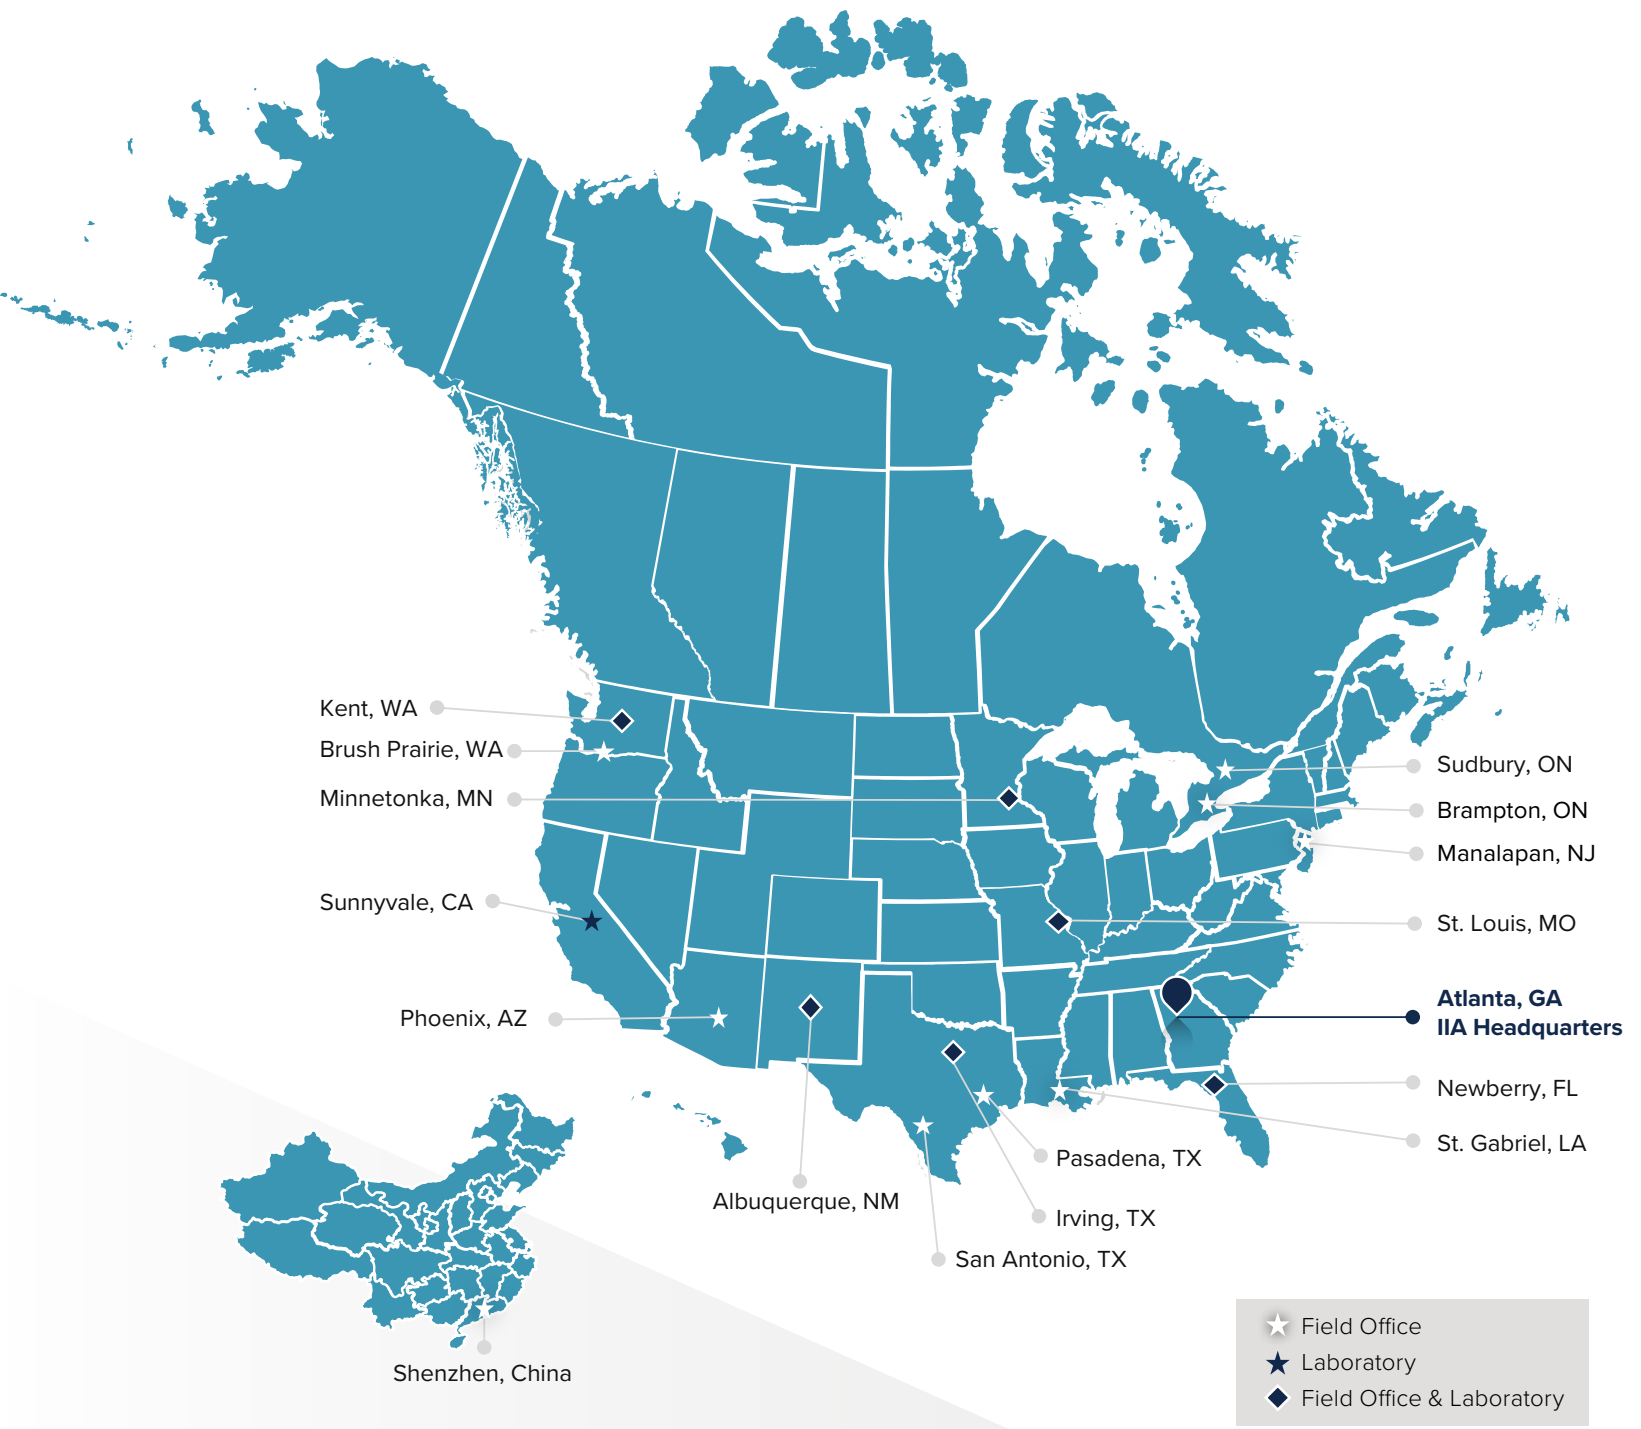 Kent, WA
Brush Prairie, WA
Minnetonka, MN
Sunnyvale, CA
Phoenix, AZ
Sudbury, ON
Brampton, ON
Manalapan, NJ
St. Louis, MO
Atlanta, GA
IIA Headquarters
Newberry, FL
St. Gabriel, LA
Pasadena, TX
Albuquerque, NM
Irving, TX
San Antonio, TX
Shenzhen, China
Field Office
Laboratory
Field Office & Laboratory